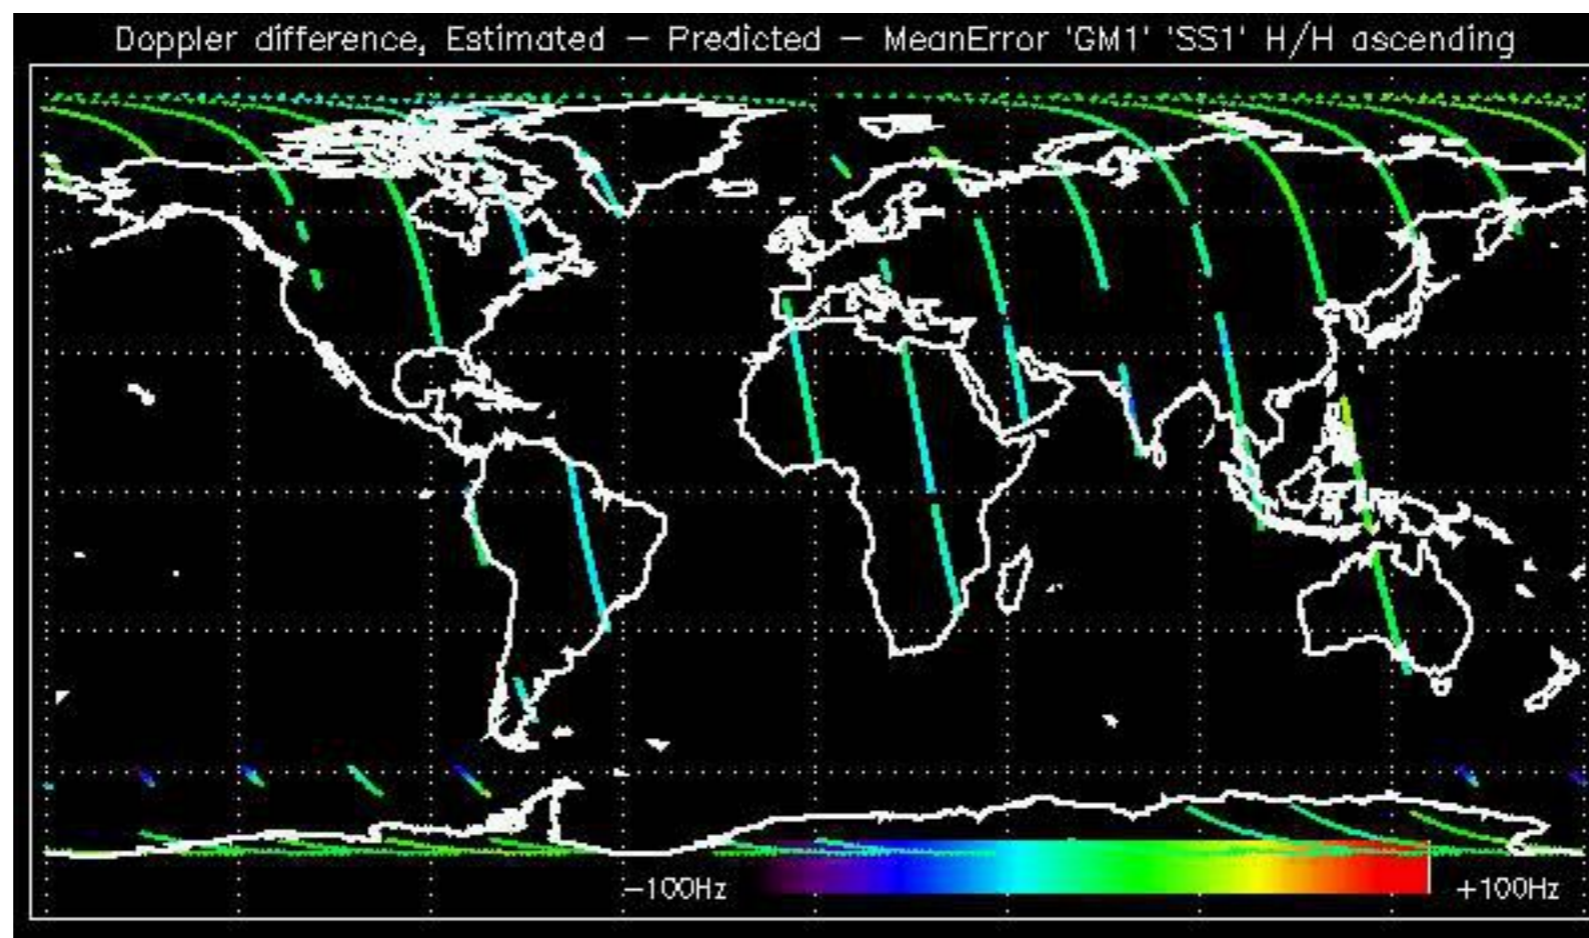 Doppler difference, Estimated − Predicted − MeanError 'GM1' 'SS1' H/H ascending
−100Hz
+100Hz